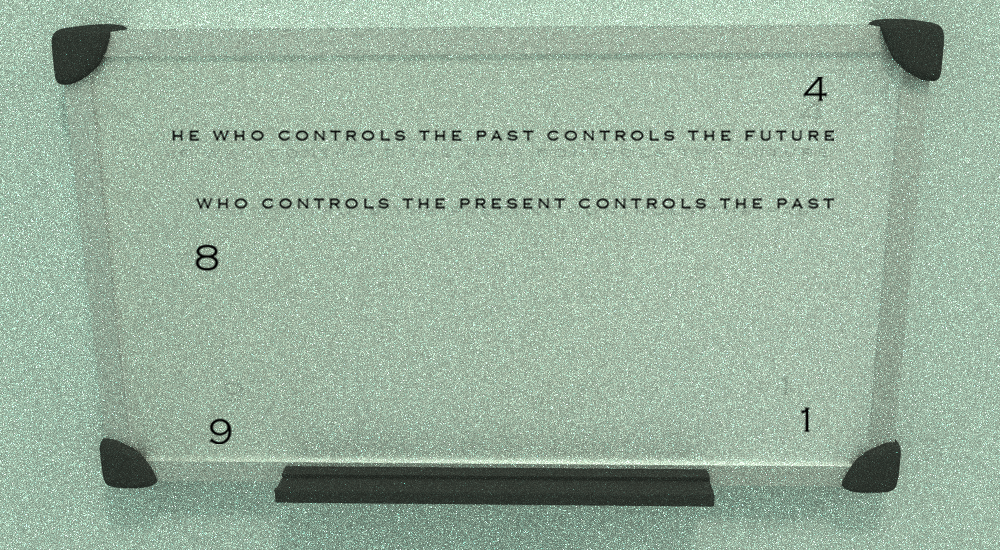 4
HE WHO CONTROLS THE PAST CONTROLS THE FUTURE
WHO CONTROLS THE PRESENT CONTROLS THE PAST
8
9
1